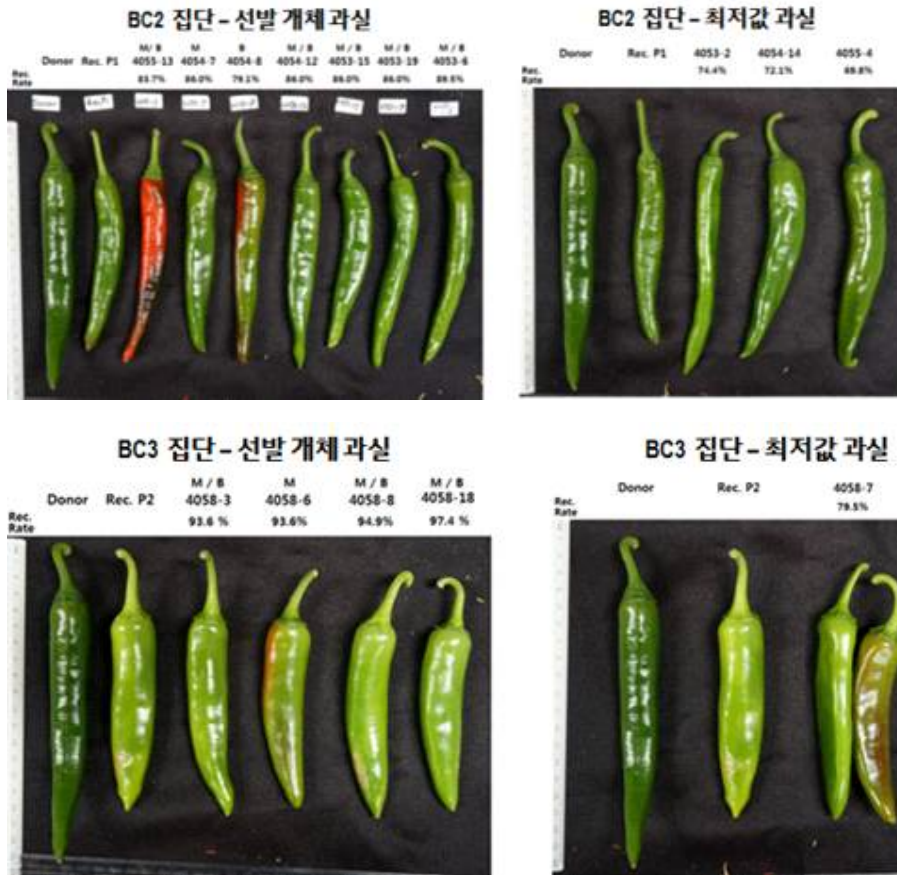 BC2 집단 – 선발 개체 과실
M / B M B M / B M / B M / B M / B
Donor Rec. P1 4055-13 4054-7 4054-8 4054-12 4053-15 4053-19 4053-6
Rec. Rate 83.7% 86.0% 79.1% 86.0% 86.0% 86.0% 89.5%
BC2 집단 – 최저값 과실
Donor Rec. P1 4053-2 4054-14 4055-4
Rec. Rate 74.4% 72.1% 69.8%
BC3 집단 – 선발 개체 과실
M / B M M / B M / B
Donor Rec. P2 4058-3 4058-6 4058-8 4058-18
Rec. Rate 93.6 % 93.6% 94.9% 97.4 %
BC3 집단 – 최저값 과실
Donor Rec. P2 4058-7
Rec. Rate 79.5%